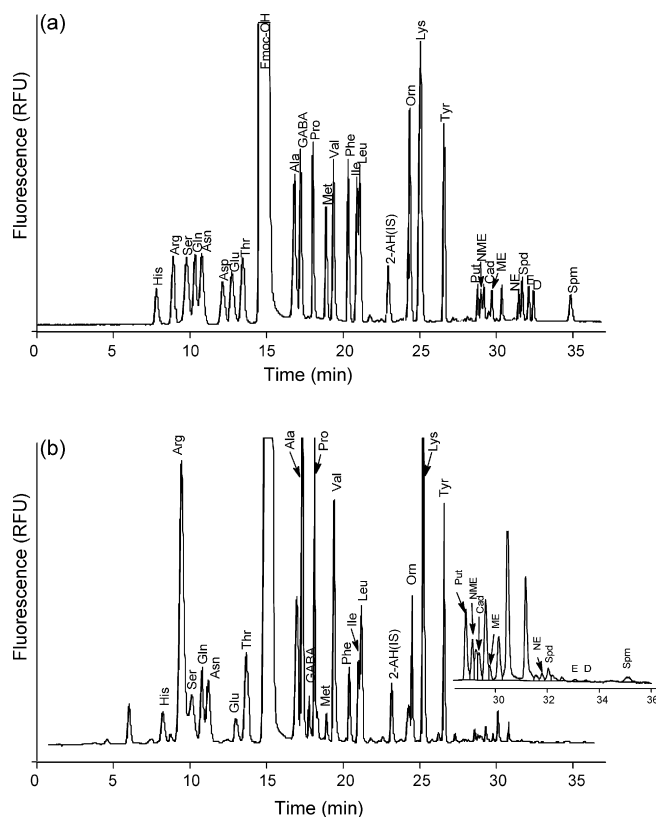 (a)
Fluorescence (RFU)
His
Arg
Ser
Gln
Asn
Asp
Glu
Thr
Fmoc-OH
Ala
GABA
Pro
Met
Val
Phe
Ile
Leu
2-AH(IS)
Orn
Lys
Tyr
Put
NME
Cad
ME
NE
Spd
E
D
Spm
0 5 10 15 20 25 30 35
Time (min)
(b)
Fluorescence (RFU)
His
Arg
Ser
Gln
Asn
Glu
Thr
Ala
GABA
Pro
Met
Val
Phe
Ile
Leu
2-AH(IS)
Orn
Lys
Tyr
Put
NME
Cad
ME
NE
Spd
E
D
Spm
30 32 34 36
0 5 10 15 20 25 30 35
Time (min)